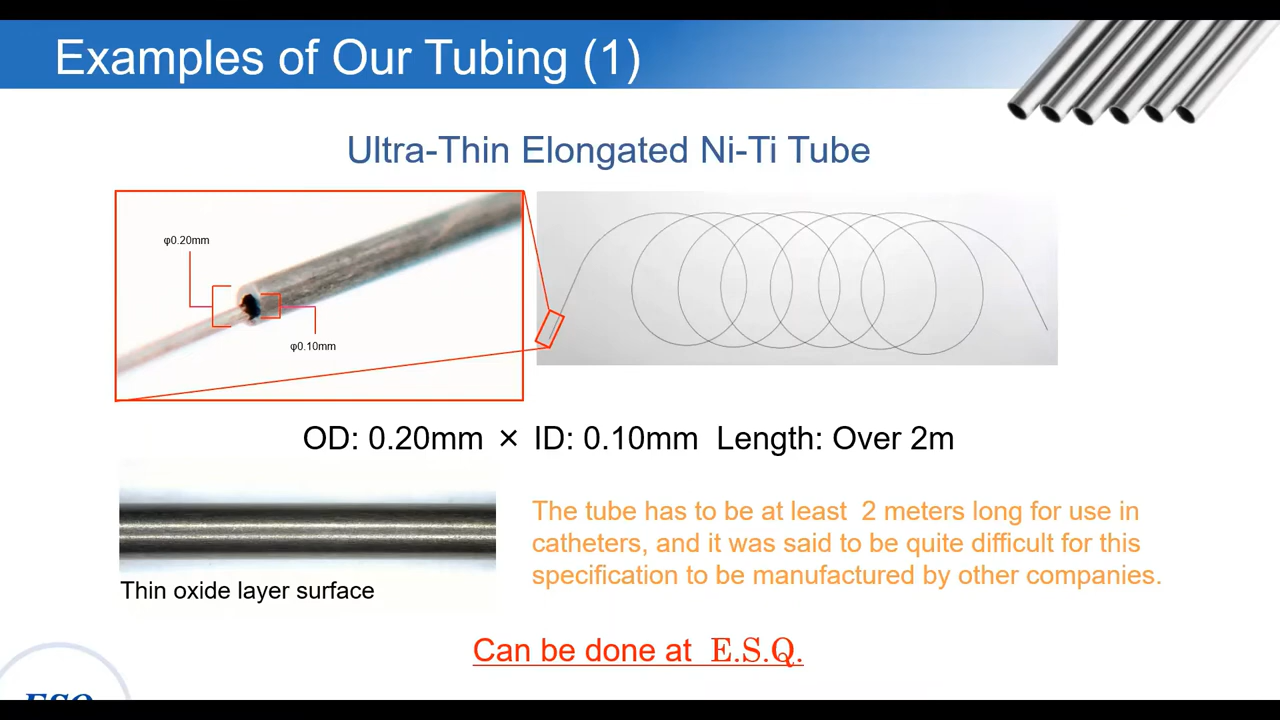 Examples of Our Tubing (1)
Ultra-Thin Elongated Ni-Ti Tube
φ0.20mm
φ0.10mm
OD: 0.20mm × ID: 0.10mm Length: Over 2m
The tube has to be at least 2 meters long for use in
catheters, and it was said to be quite difficult for this
specification to be manufactured by other companies.
Thin oxide layer surface
Can be done at E.S.Q.
ESQ